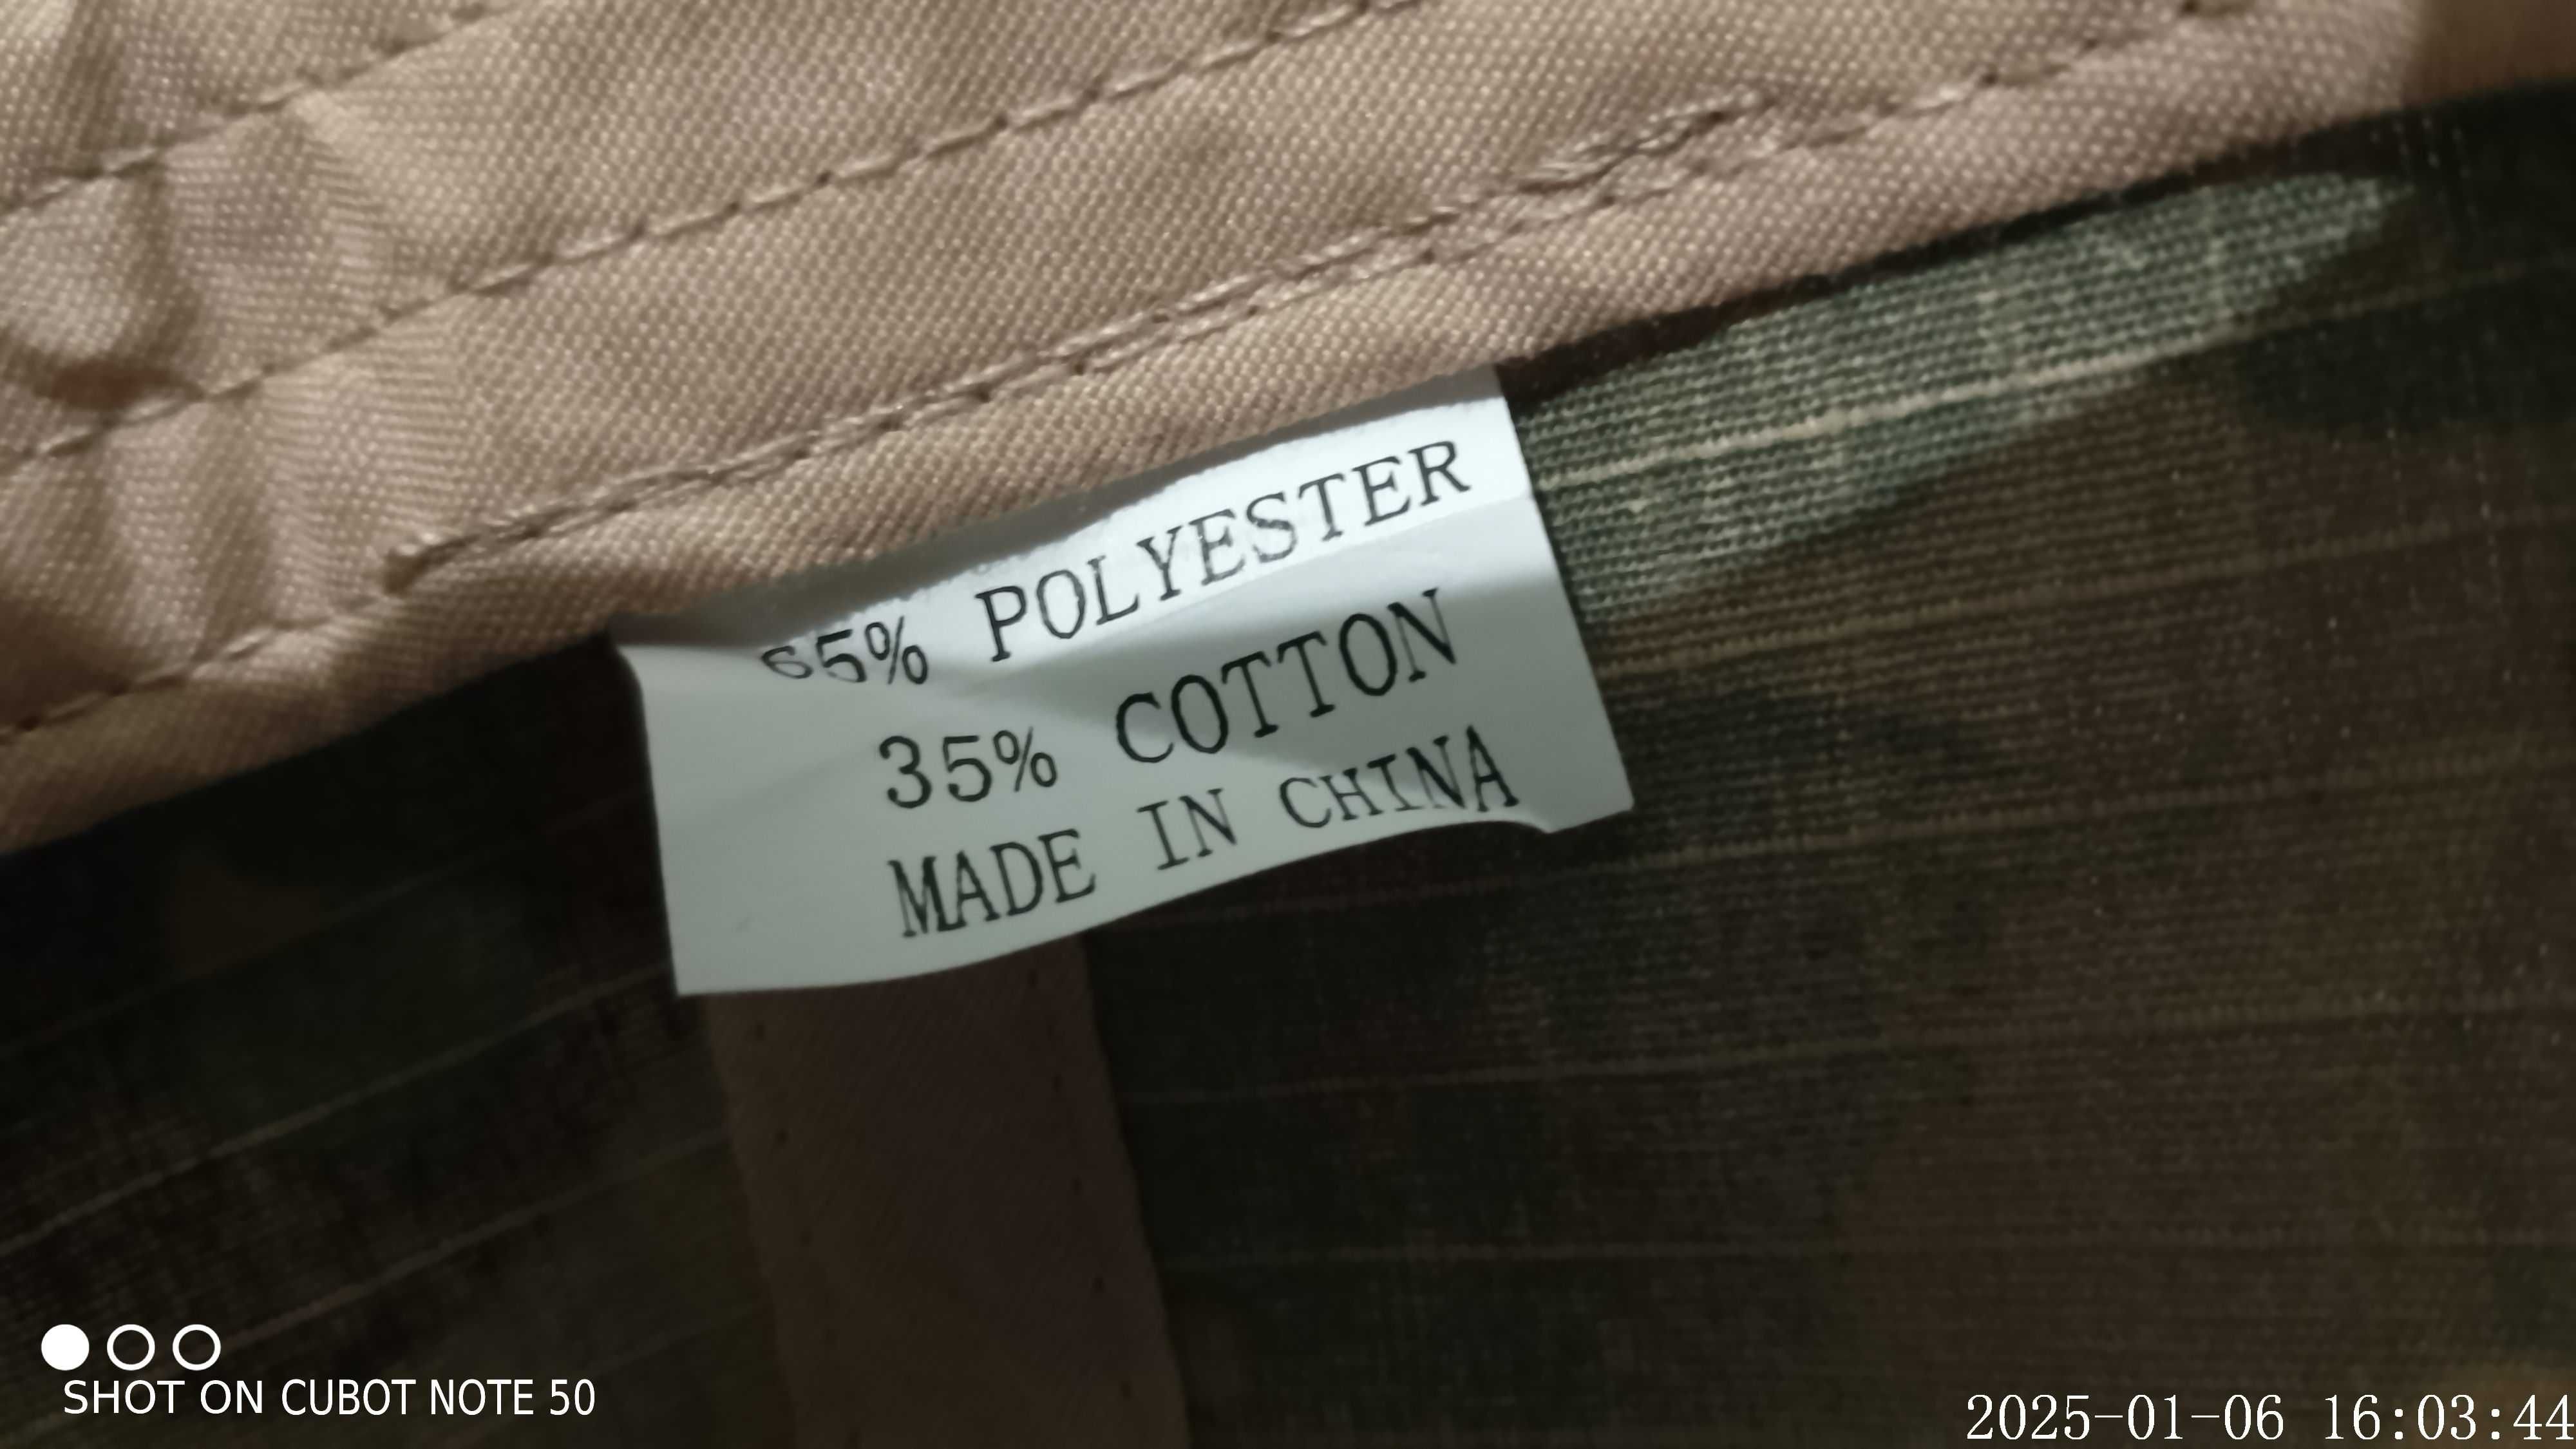 65% POLYESTER
35% COTTON
MADE IN CHINA
SHOT ON CUBOT NOTE 50
2025-01-06 16:03:44